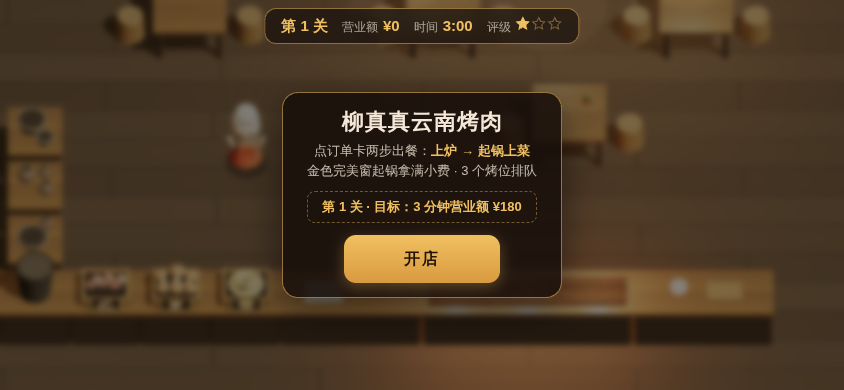 第 1 关 营业额 ¥0 时间 3:00 评级
柳真真云南烤肉
点订单卡两步出餐：上炉 → 起锅上菜
金色完美窗起锅拿满小费 · 3 个烤位排队
第 1 关 · 目标：3 分钟营业额 ¥180
开店